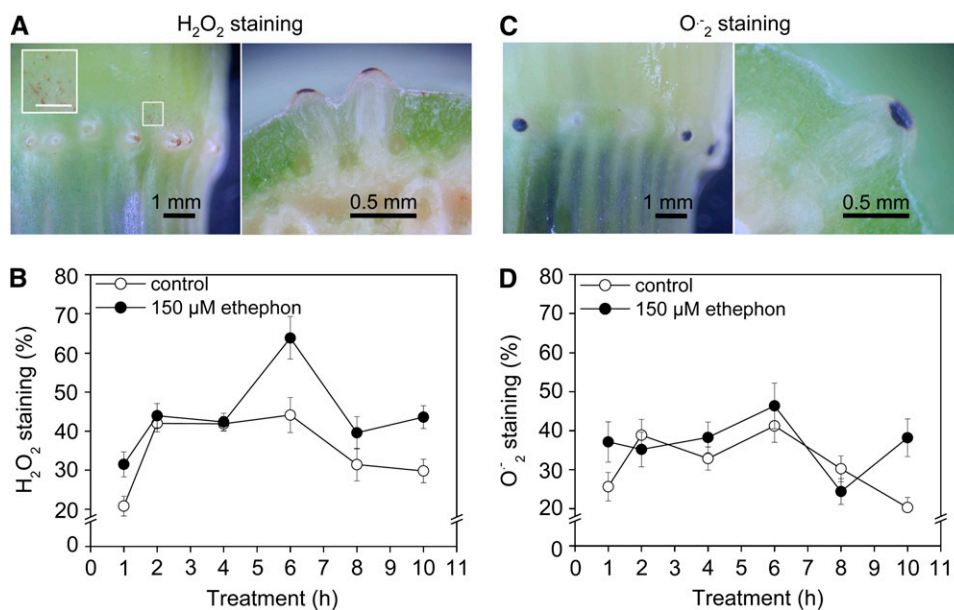 A
H₂O₂ staining
1 mm
0.5 mm
C
O·⁻₂ staining
1 mm
0.5 mm
B
80
70
60
50
40
30
20
0
H₂O₂ staining (%)
control
150 µM ethephon
0 1 2 3 4 5 6 7 8 9 10 11
Treatment (h)
D
80
70
60
50
40
30
20
0
O·⁻₂ staining (%)
control
150 µM ethephon
0 1 2 3 4 5 6 7 8 9 10 11
Treatment (h)